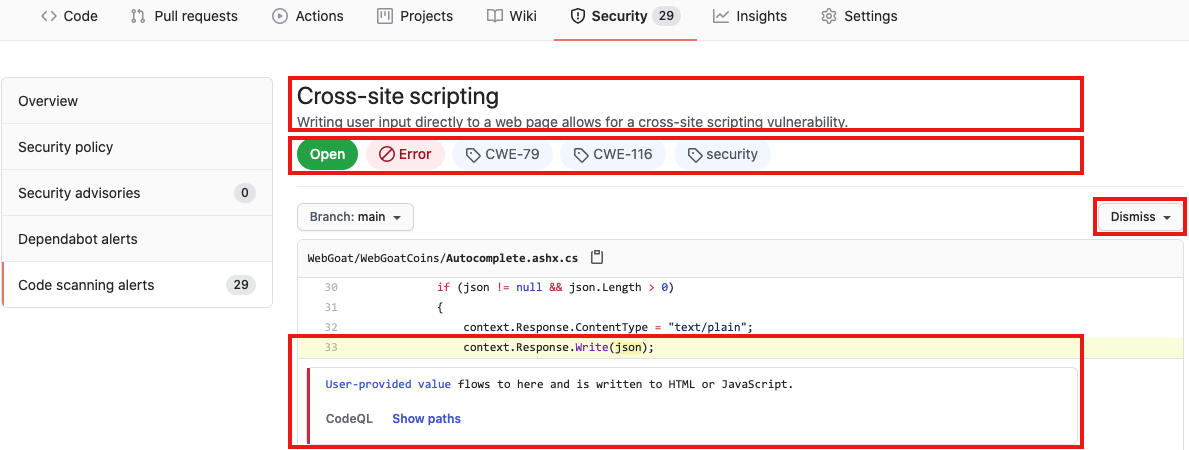 Code Pull requests Actions Projects Wiki Security 29 Insights Settings
Overview
Security policy
Security advisories 0
Dependabot alerts
Code scanning alerts 29
Cross-site scripting
Writing user input directly to a web page allows for a cross-site scripting vulnerability.
Open Error CWE-79 CWE-116 security
Branch: main Dismiss
WebGoat/WebGoatCoins/Autocomplete.ashx.cs
30 if (json != null && json.Length > 0)
31 {
32 context.Response.ContentType = "text/plain";
33 context.Response.Write(json);
User-provided value flows to here and is written to HTML or JavaScript.
CodeQL Show paths